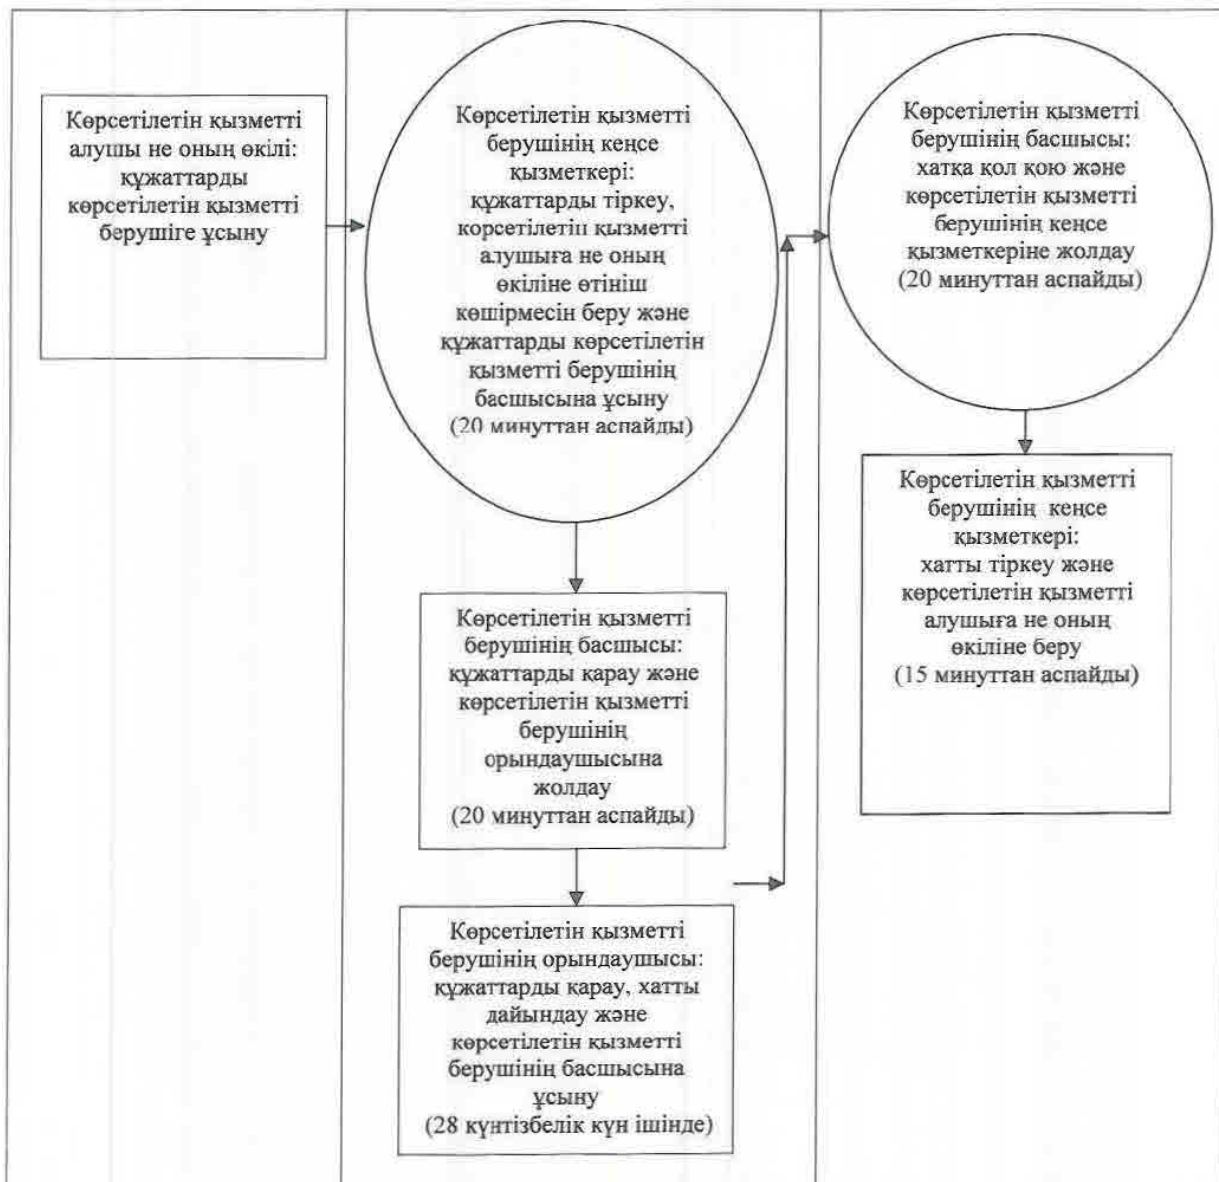 Көрсетілетін қызметті
алушы не оның өкілі:
құжаттарды
көрсетілетін қызметті
берушіге ұсыну
Көрсетілетін қызметті
берушінің кеңсе
қызметкері:
құжаттарды тіркеу,
корсетілетін қызметті
алушыға не оның
өкіліне өтініш
көшірмесін беру және
құжаттарды көрсетілетін
қызметті берушінің
басшысына ұсыну
(20 минуттан аспайды)
Көрсетілетін қызметті
берушінің басшысы:
құжаттарды қарау және
көрсетілетін қызметті
берушінің
орындаушысына
жолдау
(20 минуттан аспайды)
Көрсетілетін қызметті
берушінің орындаушысы:
құжаттарды қарау, хатты
дайындау және
көрсетілетін қызметті
берушінің басшысына
ұсыну
(28 күнтізбелік күн ішінде)
Көрсетілетін қызметті
берушінің басшысы:
хатқа қол қою және
көрсетілетін қызметті
берушінің кеңсе
қызметкеріне жолдау
(20 минуттан аспайды)
Көрсетілетін қызметті
берушінің кеңсе
қызметкері:
хатты тіркеу және
көрсетілетін қызметті
алушыға не оның
өкіліне беру
(15 минуттан аспайды)